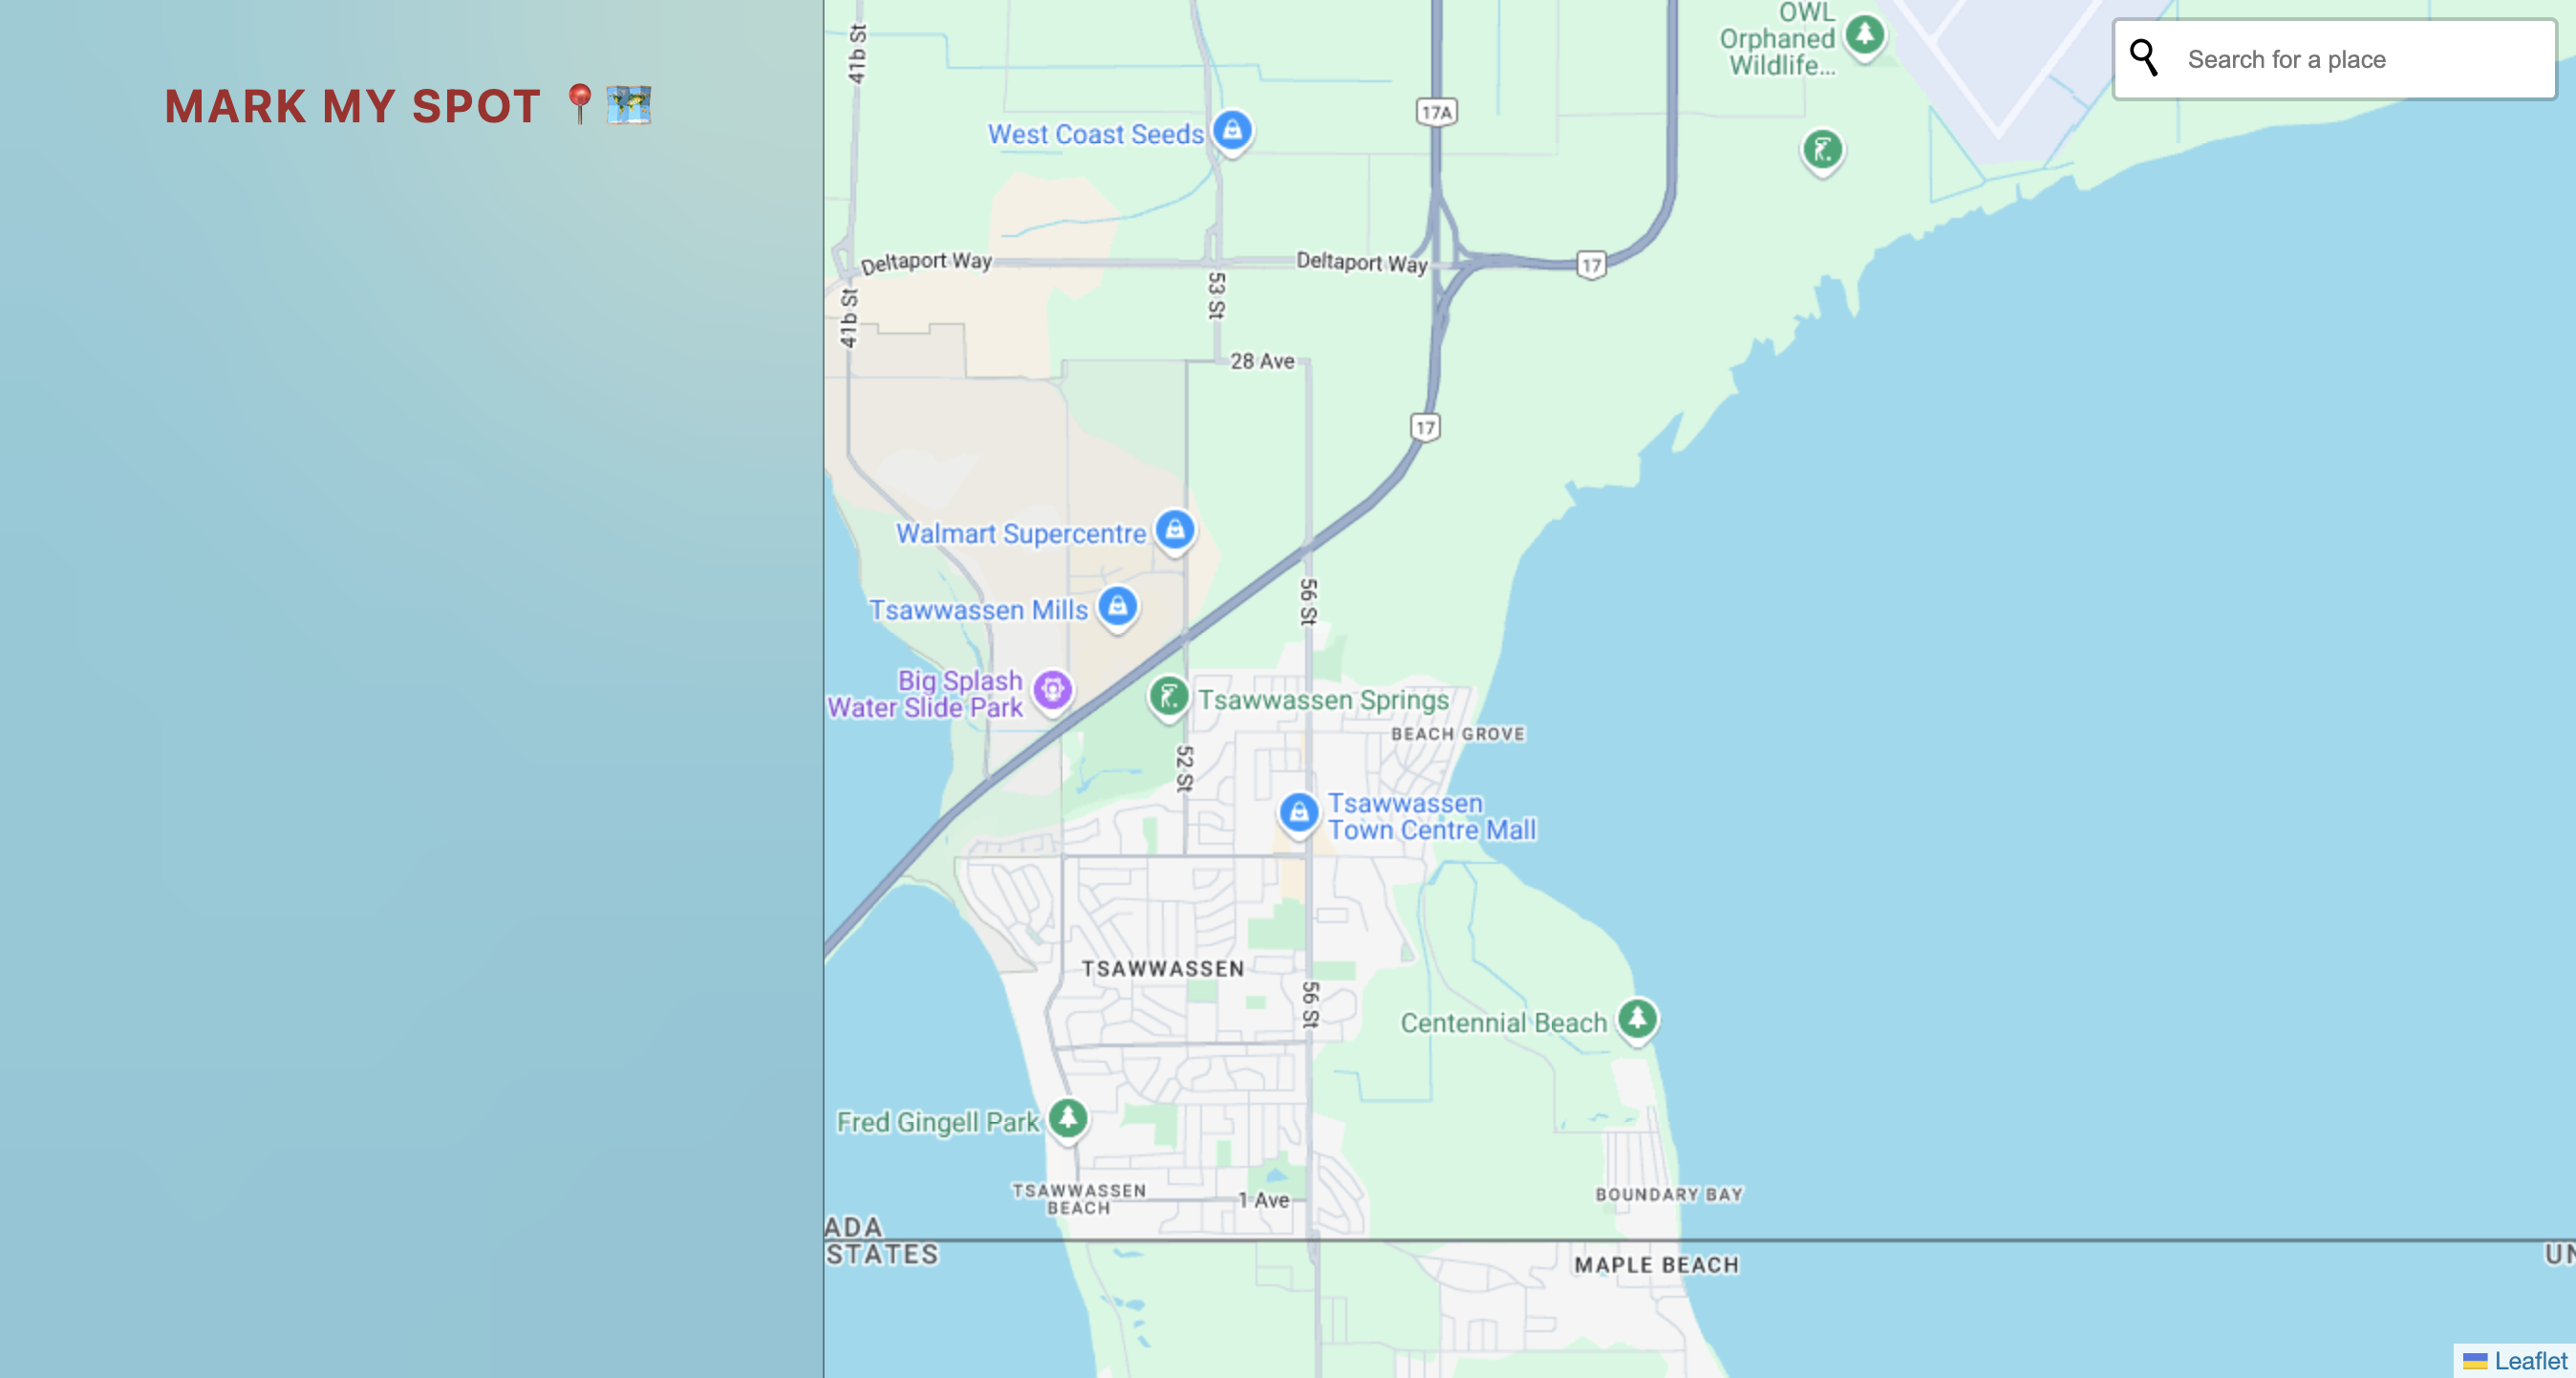 MARK MY SPOT 📍🗺️
Search for a place
OWL
Orphaned
Wildlife...
41b St
17A
West Coast Seeds
Deltaport Way
Deltaport Way
17
53 St
41b St
28 Ave
17
Walmart Supercentre
56 St
Tsawwassen Mills
Big Splash
Water Slide Park
Tsawwassen Springs
BEACH GROVE
52 St
Tsawwassen
Town Centre Mall
TSAWWASSEN
56 St
Centennial Beach
Fred Gingell Park
TSAWWASSEN
BEACH
1 Ave
BOUNDARY BAY
ADA
STATES
UN
MAPLE BEACH
Leaflet